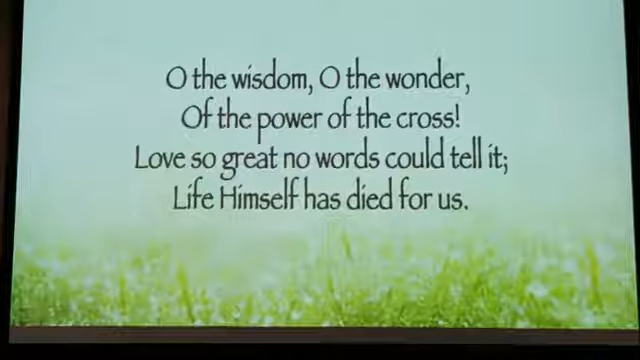 O the wisdom, O the wonder,
Of the power of the cross!
Love so great no words could tell it;
Life Himself has died for us.